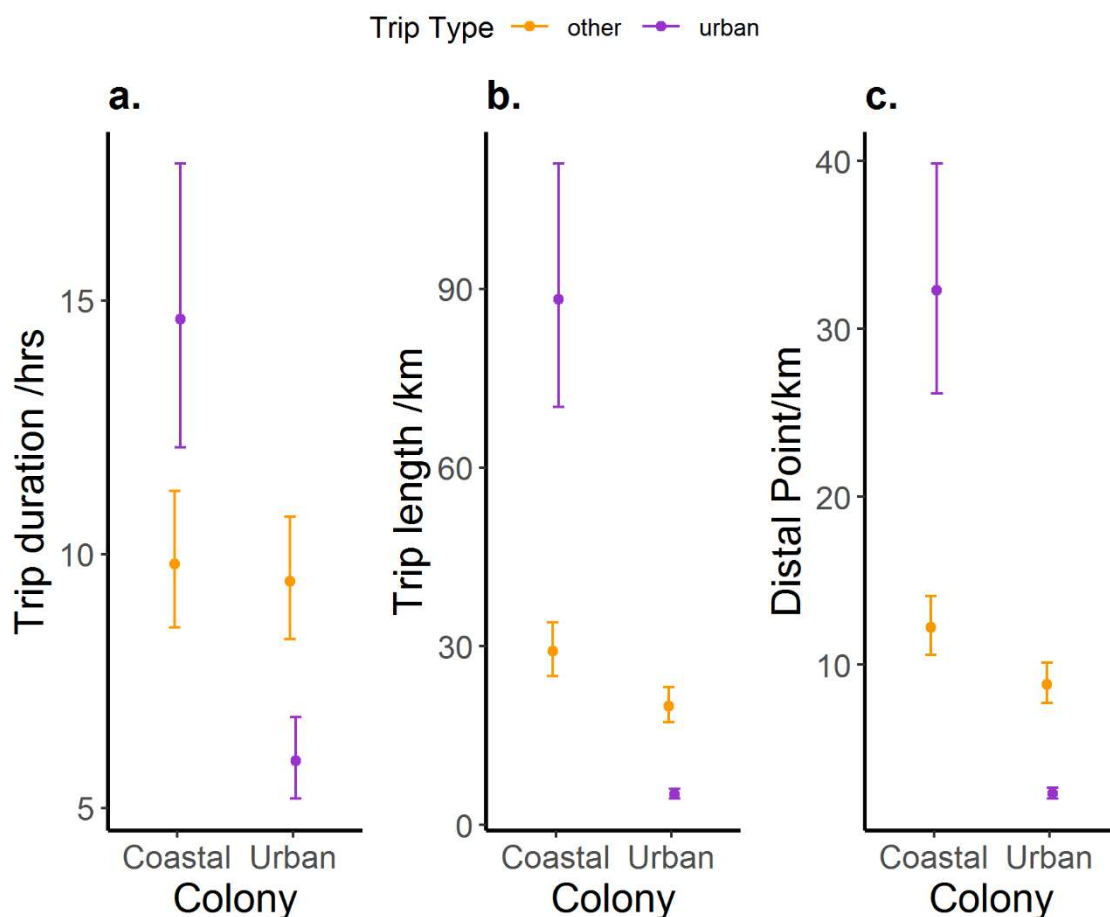 Trip Type other urban
a.
Trip duration /hrs
15
10
5
Coastal Urban
Colony
b.
Trip length /km
90
60
30
0
Coastal Urban
Colony
c.
Distal Point/km
40
30
20
10
Coastal Urban
Colony